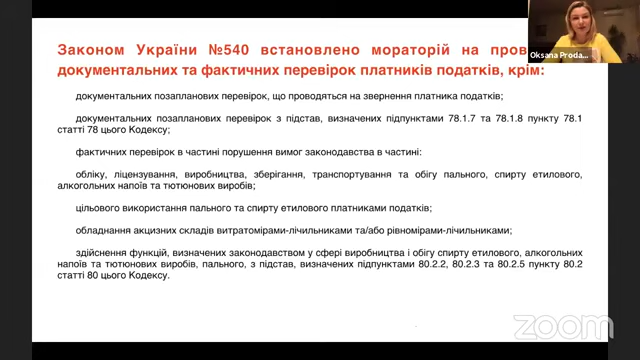 Законом України №540 встановлено мораторій на пров
документальних та фактичних перевірок платників податків, крім:
документальних позапланових перевірок, що проводяться на звернення платника податків;
документальних позапланових перевірок з підстав, визначених підпунктами 78.1.7 та 78.1.8 пункту 78.1
статті 78 цього Кодексу;
фактичних перевірок в частині порушення вимог законодавства в частині:
обліку, ліцензування, виробництва, зберігання, транспортування та обігу пального, спирту етилового,
алкогольних напоїв та тютюнових виробів;
цільового використання пального та спирту етилового платниками податків;
обладнання акцизних складів витратомірами-лічильниками та/або рівномірами-лічильниками;
здійснення функцій, визначених законодавством у сфері виробництва і обігу спирту етилового, алкогольних
напоїв та тютюнових виробів, пального, з підстав, визначених підпунктами 80.2.2, 80.2.3 та 80.2.5 пункту 80.2
статті 80 цього Кодексу.
Oksana Proda...
zoom